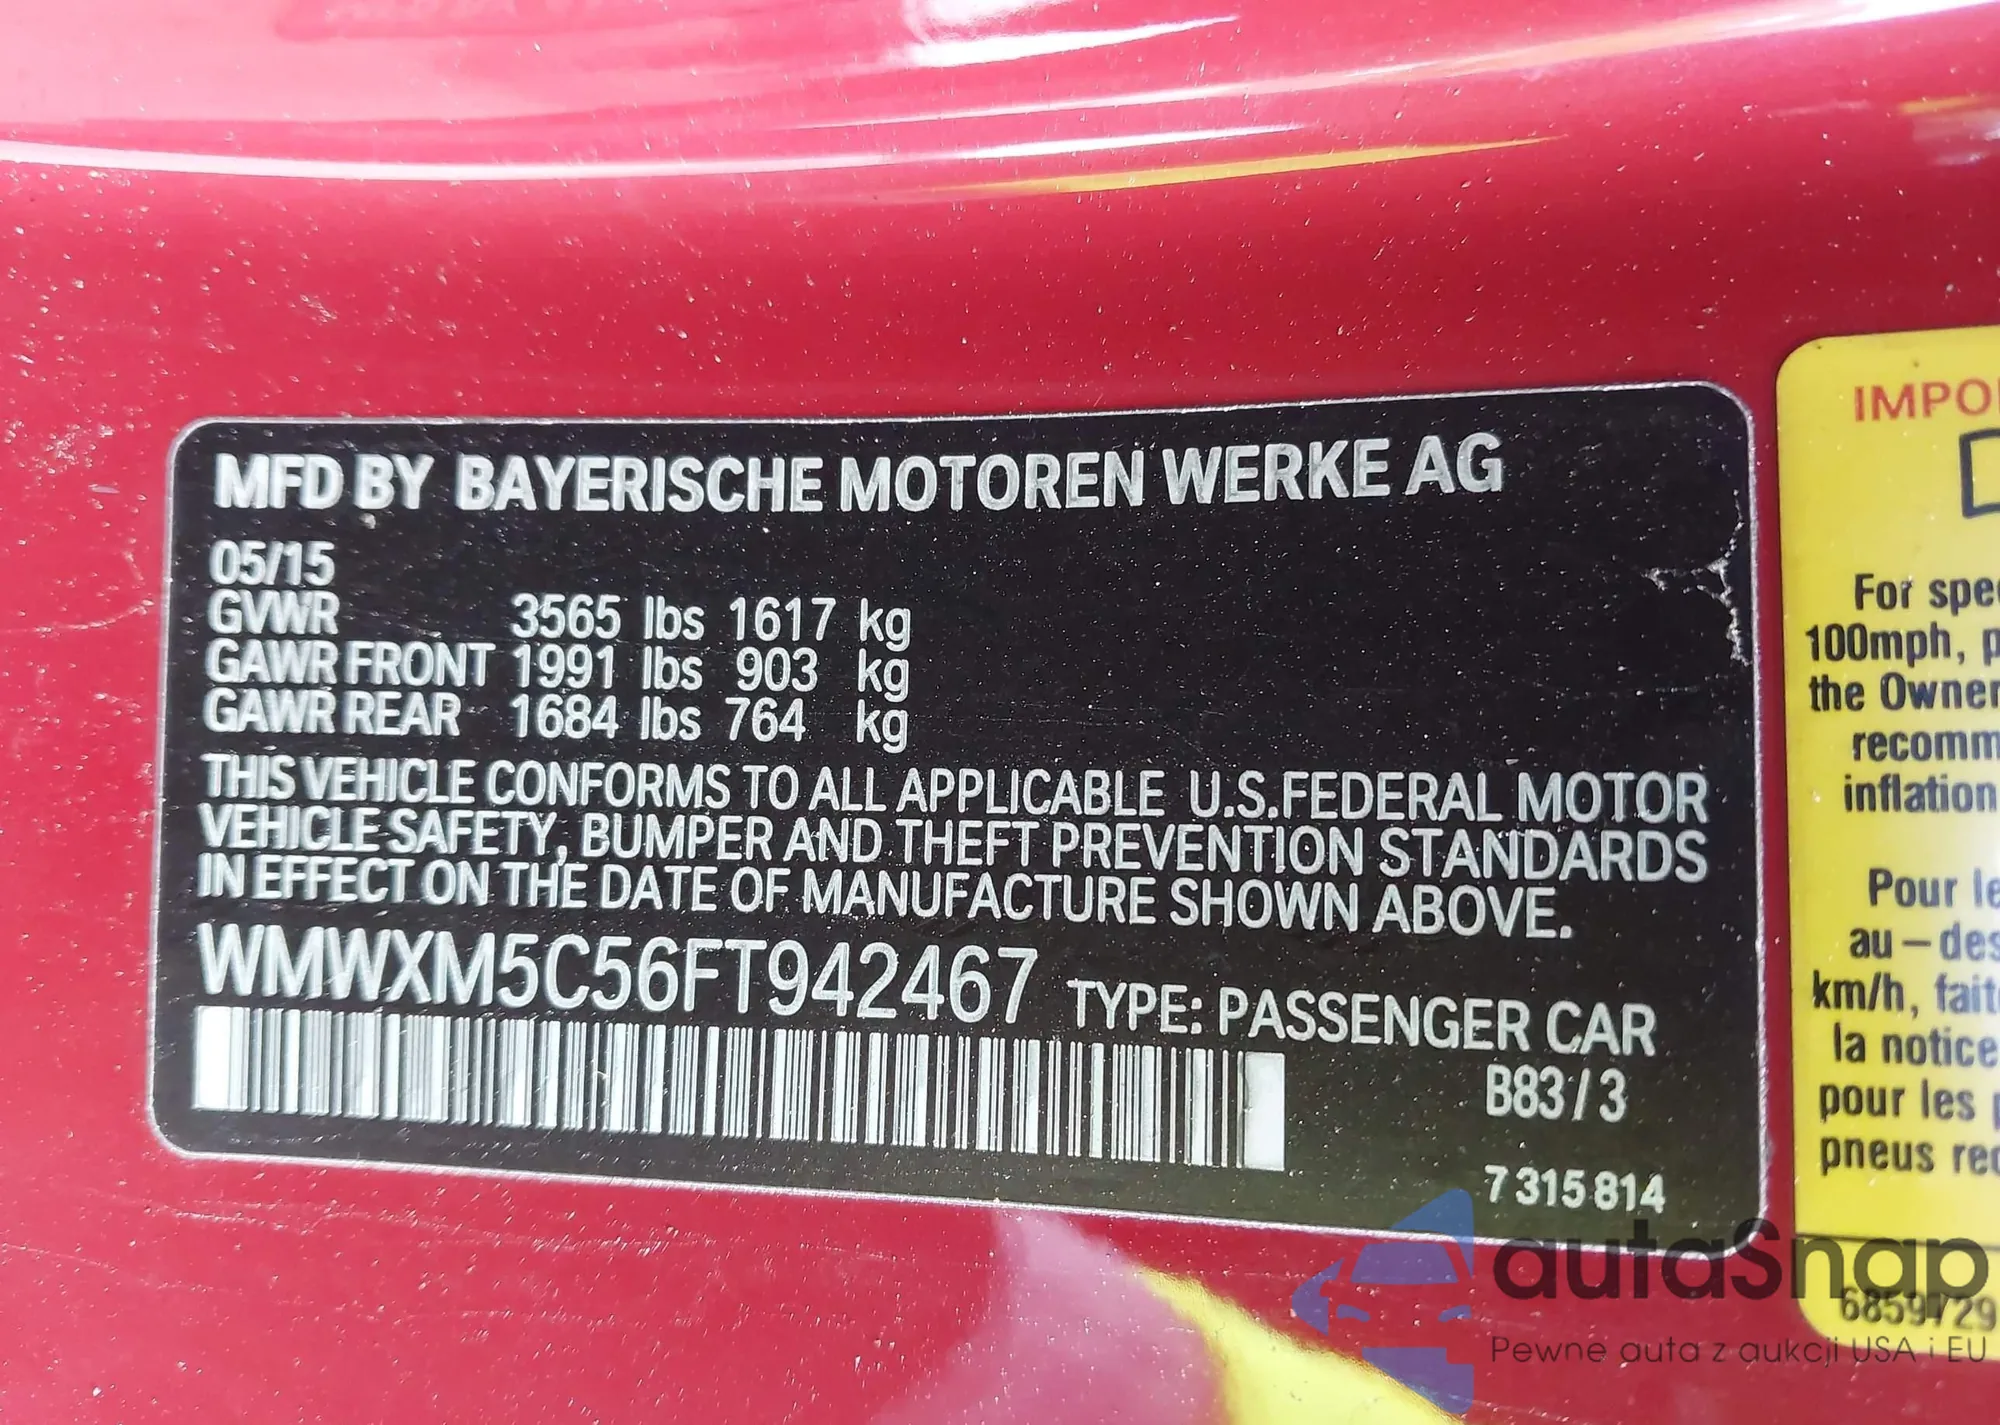 MFD BY BAYERISCHE MOTOREN WERKE AG
05/15
GVWR 3565 lbs 1617 kg
GAWR FRONT 1991 lbs 903 kg
GAWR REAR 1684 lbs 764 kg
THIS VEHICLE CONFORMS TO ALL APPLICABLE U.S.FEDERAL MOTOR
VEHICLE SAFETY, BUMPER AND THEFT PREVENTION STANDARDS
IN EFFECT ON THE DATE OF MANUFACTURE SHOWN ABOVE.
WMWXM5C56FT942467 TYPE: PASSENGER CAR
B83/3
7 315 814
IMPO
For spe
100mph, p
the Owner
recomm
inflation
Pour le
au-des
km/h, fait
la notice
pour les p
pneus rec
6859729
autaSnap
Pewne auta z aukcji USA i EU